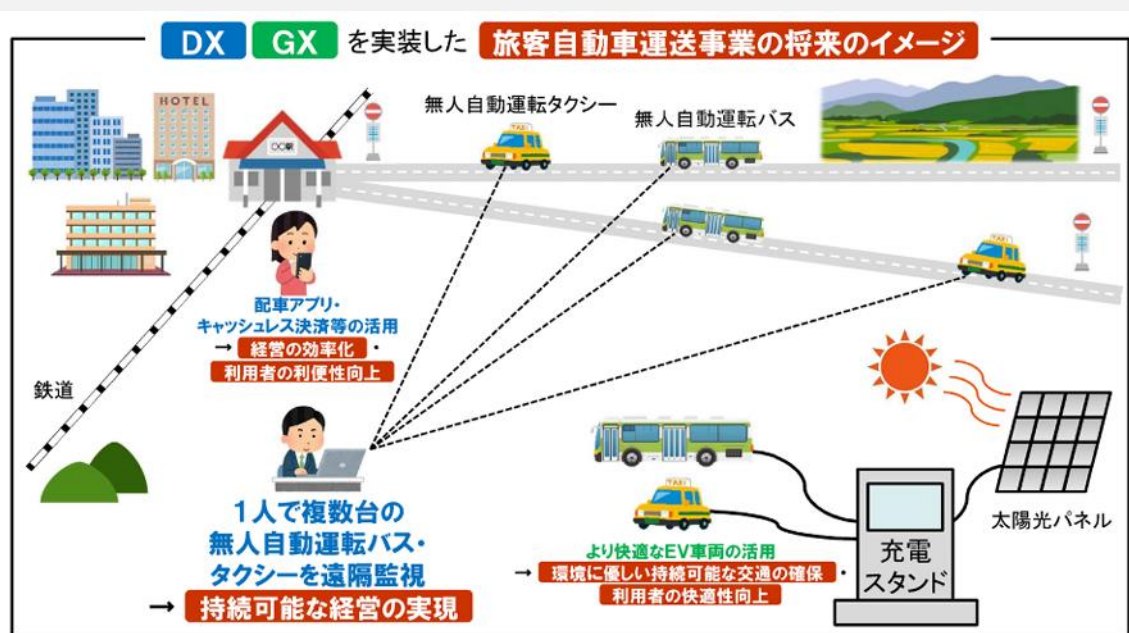 DX GX を実装した 旅客自動車運送事業の将来のイメージ
HOTEL
〇〇駅
無人自動運転タクシー
TAXI
無人自動運転バス
配車アプリ・
キャッシュレス決済等の活用
→ 経営の効率化・
利用者の利便性向上
鉄道
1人で複数台の
無人自動運転バス・
タクシーを遠隔監視
→ 持続可能な経営の実現
TAXI
TAXI
より快適なEV車両の活用
→ 環境に優しい持続可能な交通の確保・
利用者の快適性向上
太陽光パネル
充電
スタンド